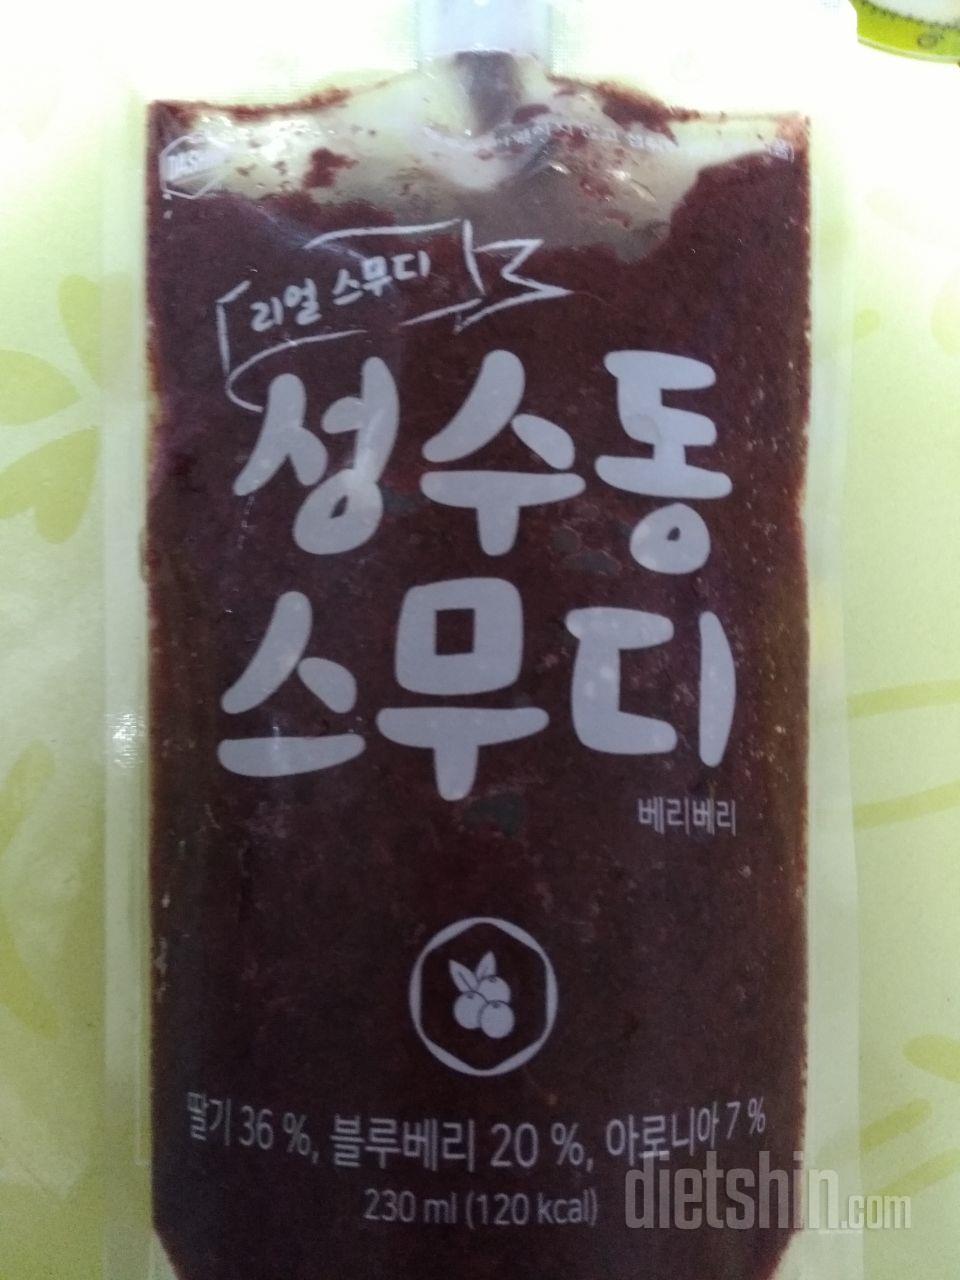 리얼 스무디
성수동
스무디
베리베리
딸기 36 %, 블루베리 20 %, 아로니아 7 %
230 ml (120 kcal)
dietshin.com